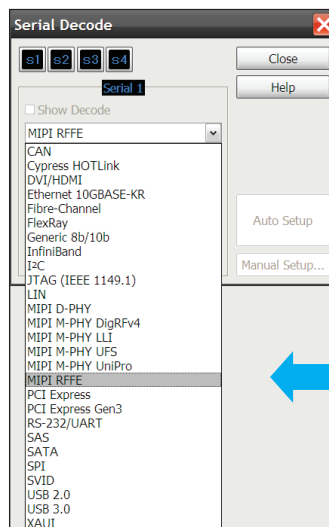 Serial Decode
s1 s2 s3 s4
Close
Serial 1
Help
Show Decode
MIPI RFFE
CAN
Cypress HOTLink
DVI/HDMI
Ethernet 10GBASE-KR
Fibre-Channel
FlexRay
Auto Setup
Generic 8b/10b
InfiniBand
I²C
Manual Setup...
JTAG (IEEE 1149.1)
LIN
MIPI D-PHY
MIPI M-PHY DigRFv4
MIPI M-PHY LLI
MIPI M-PHY UFS
MIPI M-PHY UniPro
MIPI RFFE
PCI Express
PCI Express Gen3
RS-232/UART
SAS
SATA
SPI
SVID
USB 2.0
USB 3.0
XAUI